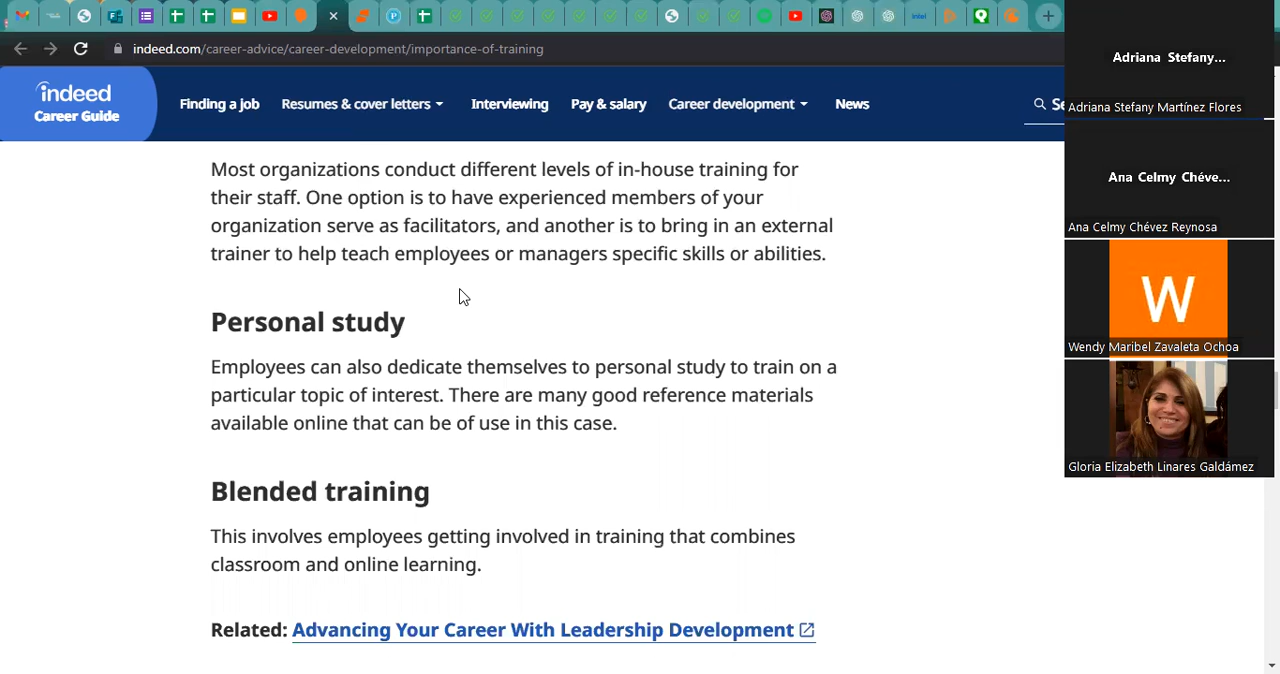 indeed.com/career-advice/career-development/importance-of-training
indeed
Career Guide
Finding a job
Resumes & cover letters
Interviewing
Pay & salary
Career development
News
Most organizations conduct different levels of in-house training for
their staff. One option is to have experienced members of your
organization serve as facilitators, and another is to bring in an external
trainer to help teach employees or managers specific skills or abilities.
Personal study
Employees can also dedicate themselves to personal study to train on a
particular topic of interest. There are many good reference materials
available online that can be of use in this case.
Blended training
This involves employees getting involved in training that combines
classroom and online learning.
Related: Advancing Your Career With Leadership Development
Adriana Stefany...
Adriana Stefany Martínez Flores
Ana Celmy Chéve...
Ana Celmy Chévez Reynosa
W
Wendy Maribel Zavaleta Ochoa
Gloria Elizabeth Linares Galdámez